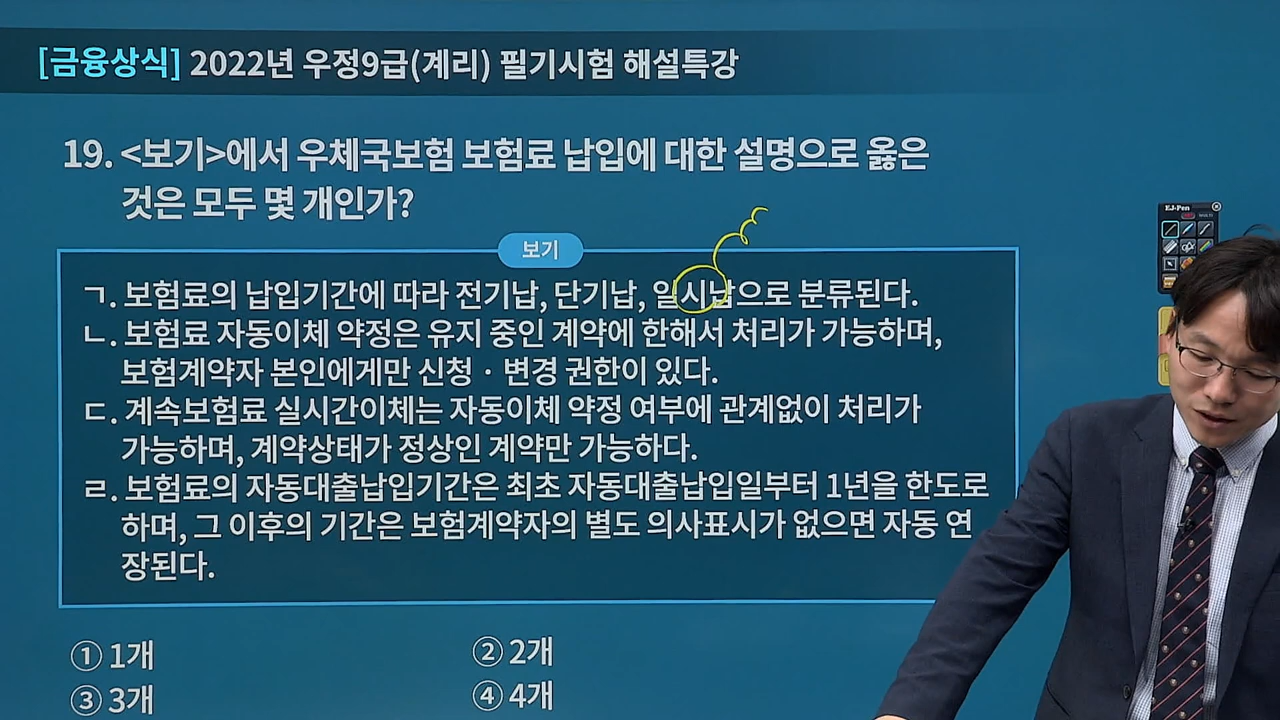 [금융상식] 2022년 우정9급(계리) 필기시험 해설특강
19. <보기>에서 우체국보험 보험료 납입에 대한 설명으로 옳은
것은 모두 몇 개인가?
보기
ㄱ. 보험료의 납입기간에 따라 전기납, 단기납, 일시납으로 분류된다.
ㄴ. 보험료 자동이체 약정은 유지 중인 계약에 한해서 처리가 가능하며,
보험계약자 본인에게만 신청 · 변경 권한이 있다.
ㄷ. 계속보험료 실시간이체는 자동이체 약정 여부에 관계없이 처리가
가능하며, 계약상태가 정상인 계약만 가능하다.
ㄹ. 보험료의 자동대출납입기간은 최초 자동대출납입일부터 1년을 한도로
하며, 그 이후의 기간은 보험계약자의 별도 의사표시가 없으면 자동 연
장된다.
① 1개 ② 2개
③ 3개 ④ 4개
EJ-Pen